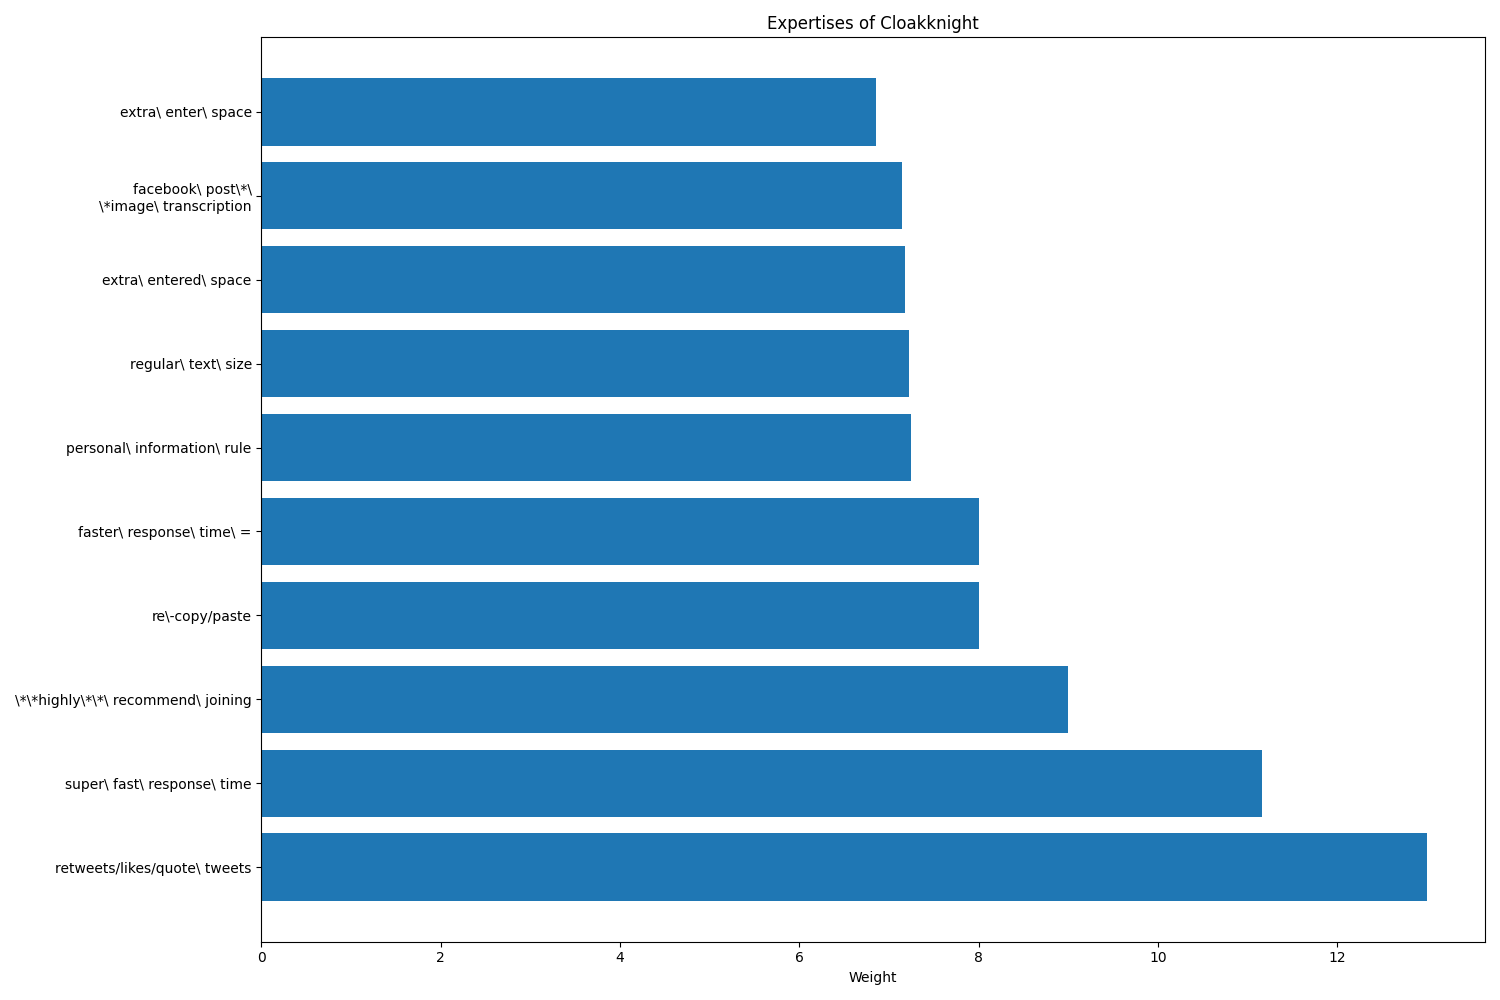 Expertises of Cloakknight
extra\ enter\ space
facebook\ post\*\
\*image\ transcription
extra\ entered\ space
regular\ text\ size
personal\ information\ rule
faster\ response\ time\ =
re\-copy/paste
\*\*highly\*\*\ recommend\ joining
super\ fast\ response\ time
retweets/likes/quote\ tweets
0 2 4 6 8 10 12
Weight